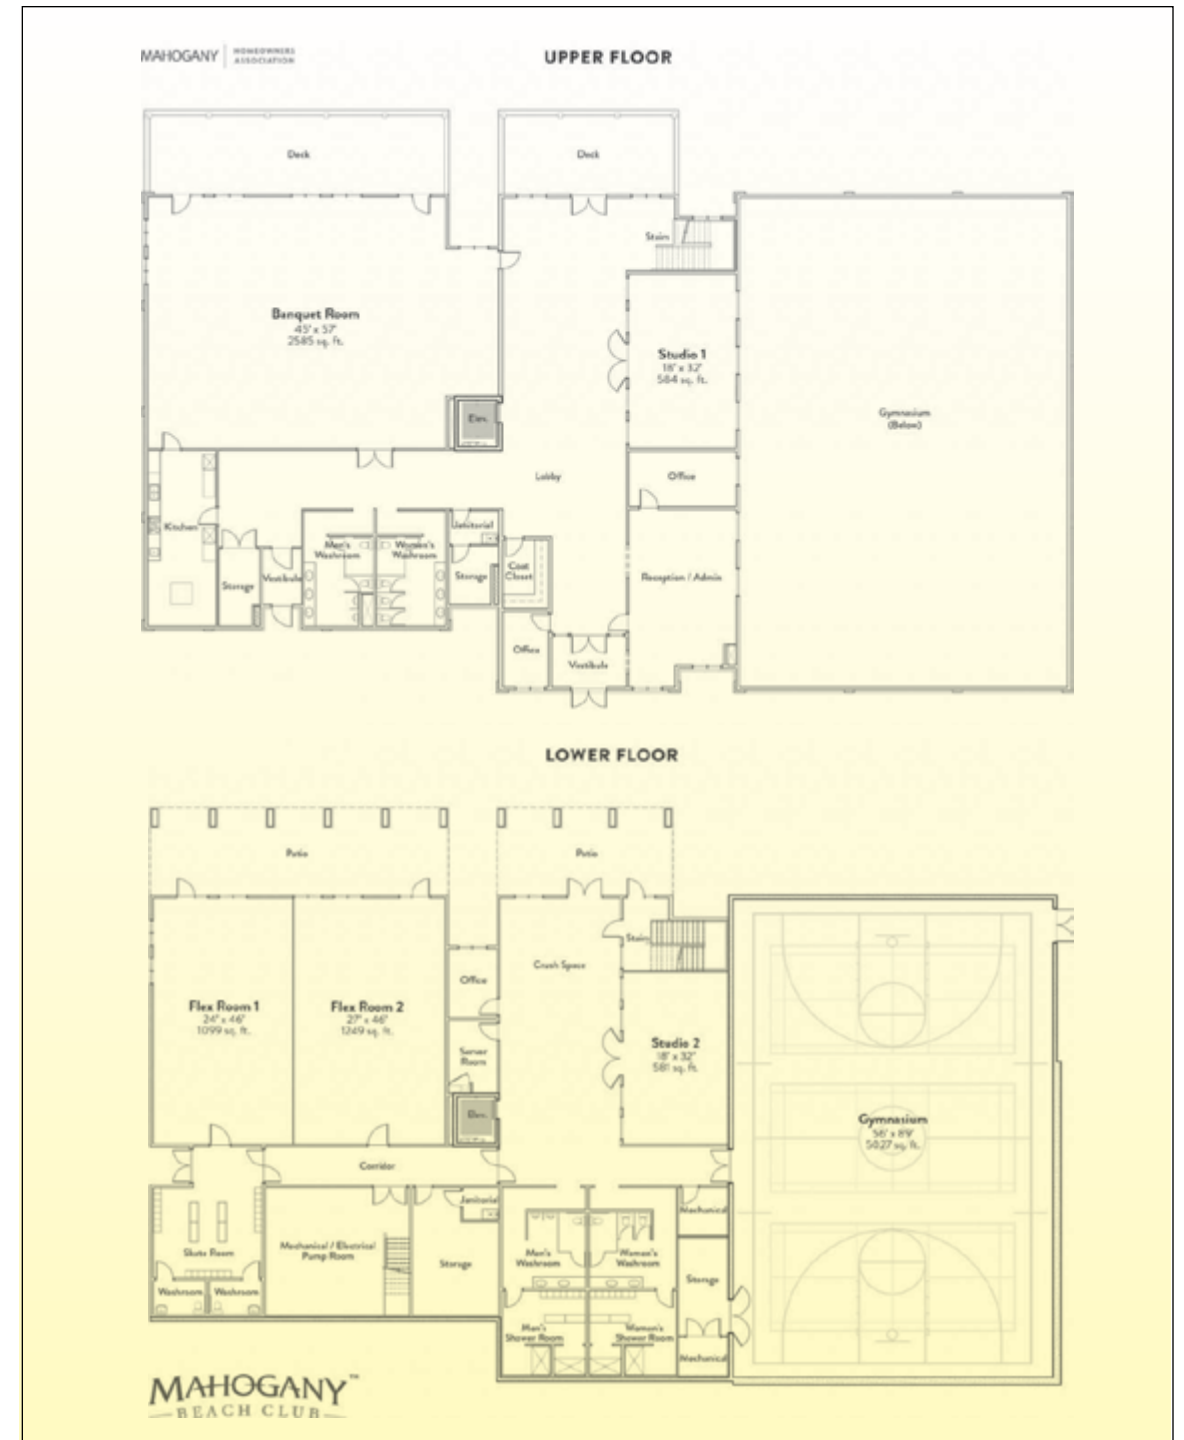 MAHOGANY
HOMEOWNERS
ASSOCIATION
UPPER FLOOR
Deck
Deck
Stairs
Banquet Room
45' x 57'
2585 sq. ft.
Studio 1
18' x 32'
584 sq. ft.
Gymnasium
(Below)
Elev.
Lobby
Office
Kitchen
Men's
Washroom
Women's
Washroom
Janitorial
Storage
Vestibule
Storage
Coat
Closet
Reception / Admin
Office
Vestibule
LOWER FLOOR
Patio
Patio
Stairs
Crush Space
Office
Flex Room 1
24' x 46'
1099 sq. ft.
Flex Room 2
27' x 46'
1249 sq. ft.
Server
Room
Studio 2
18' x 32'
581 sq. ft.
Elev.
Gymnasium
56' x 89'
5027 sq. ft.
Corridor
Janitorial
Mechanical
Skate Room
Mechanical / Electrical
Pump Room
Storage
Men's
Washroom
Women's
Washroom
Storage
Washroom
Washroom
Men's
Shower Room
Women's
Shower Room
Mechanical
MAHOGANY™
BEACH CLUB